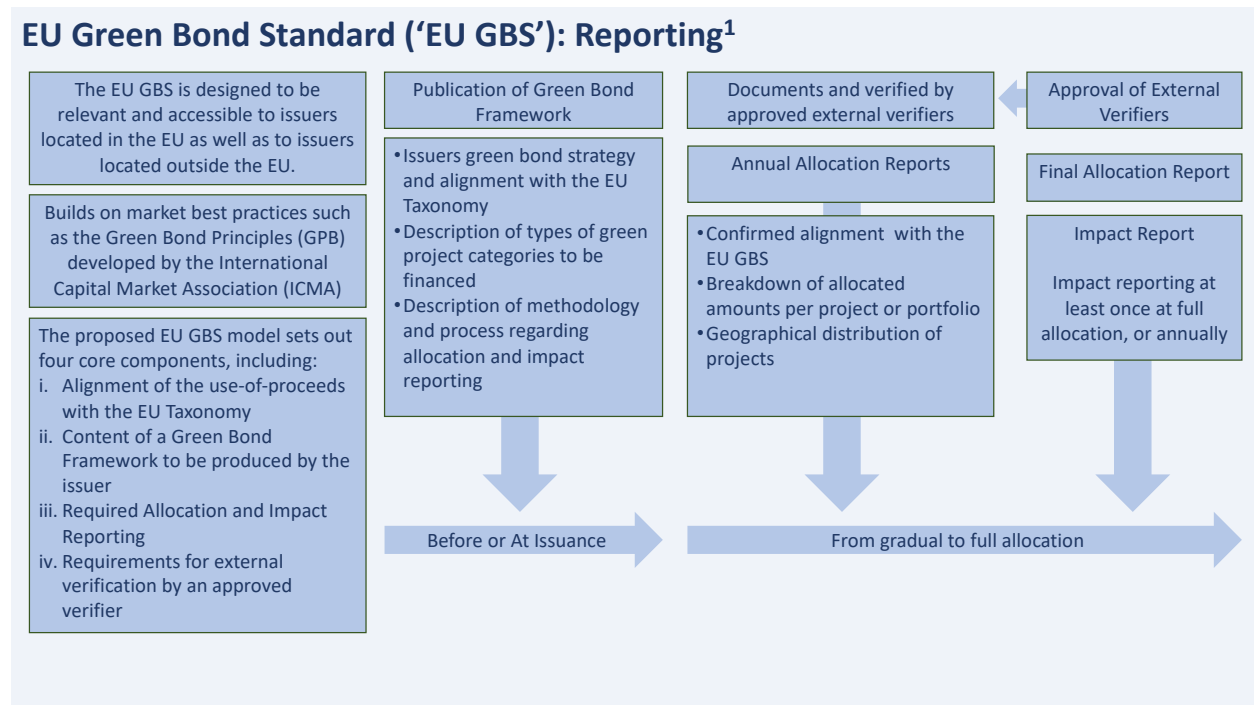 EU Green Bond Standard (‘EU GBS’): Reporting1
The EU GBS is designed to be
relevant and accessible to issuers
located in the EU as well as to issuers
located outside the EU.
Builds on market best practices such
as the Green Bond Principles (GPB)
developed by the International
Capital Market Association (ICMA)
The proposed EU GBS model sets out
four core components, including:
i. Alignment of the use-of-proceeds
with the EU Taxonomy
ii. Content of a Green Bond
Framework to be produced by the
issuer
iii. Required Allocation and Impact
Reporting
iv. Requirements for external
verification by an approved
verifier
Publication of Green Bond
Framework
•Issuers green bond strategy
and alignment with the EU
Taxonomy
•Description of types of green
project categories to be
financed
•Description of methodology
and process regarding
allocation and impact
reporting
Before or At Issuance
Documents and verified by
approved external verifiers
Annual Allocation Reports
•Confirmed alignment with the
EU GBS
•Breakdown of allocated
amounts per project or portfolio
•Geographical distribution of
projects
Approval of External
Verifiers
Final Allocation Report
Impact Report
Impact reporting at
least once at full
allocation, or annually
From gradual to full allocation